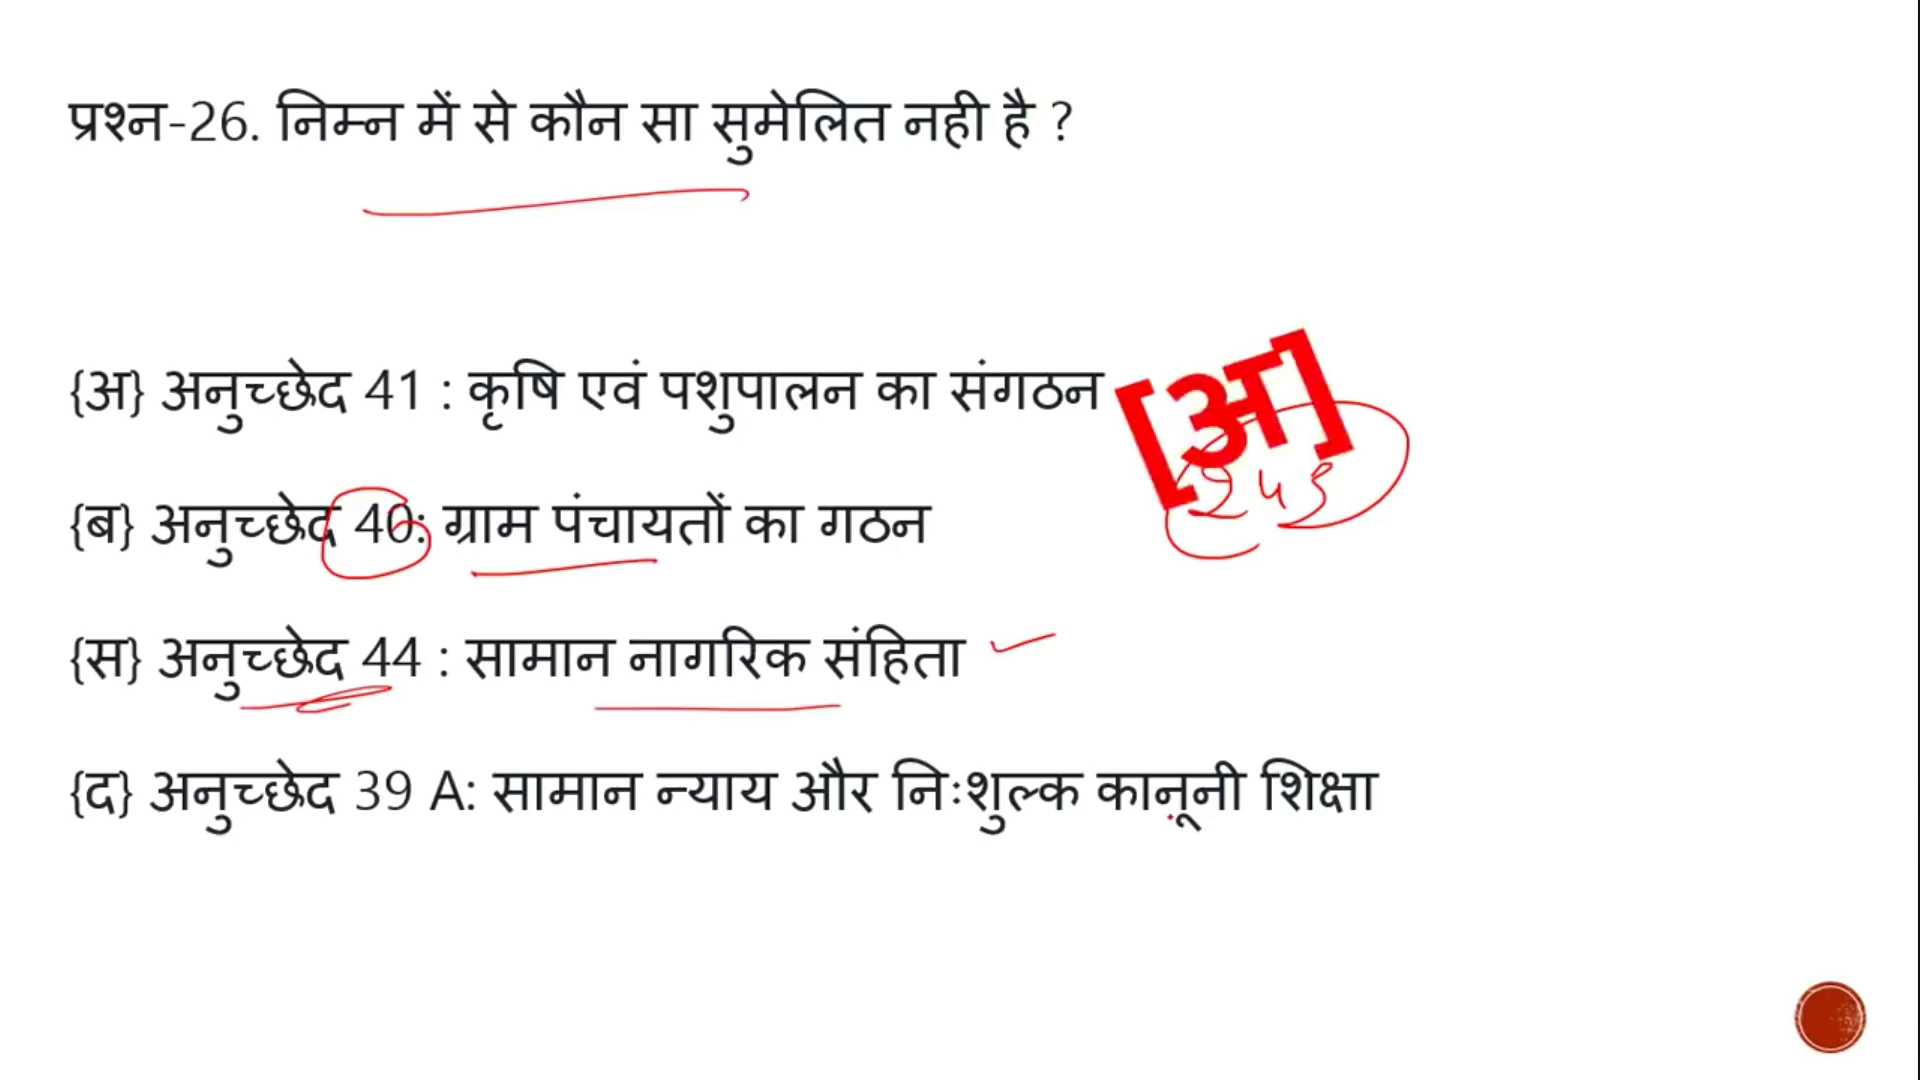 प्रश्न-26. निम्न में से कौन सा सुमेलित नही है ?
{अ} अनुच्छेद 41 : कृषि एवं पशुपालन का संगठन
[अ]
243
{ब} अनुच्छेद 40: ग्राम पंचायतों का गठन
{स} अनुच्छेद 44 : सामान नागरिक संहिता
{द} अनुच्छेद 39 A: सामान न्याय और निःशुल्क कानूनी शिक्षा